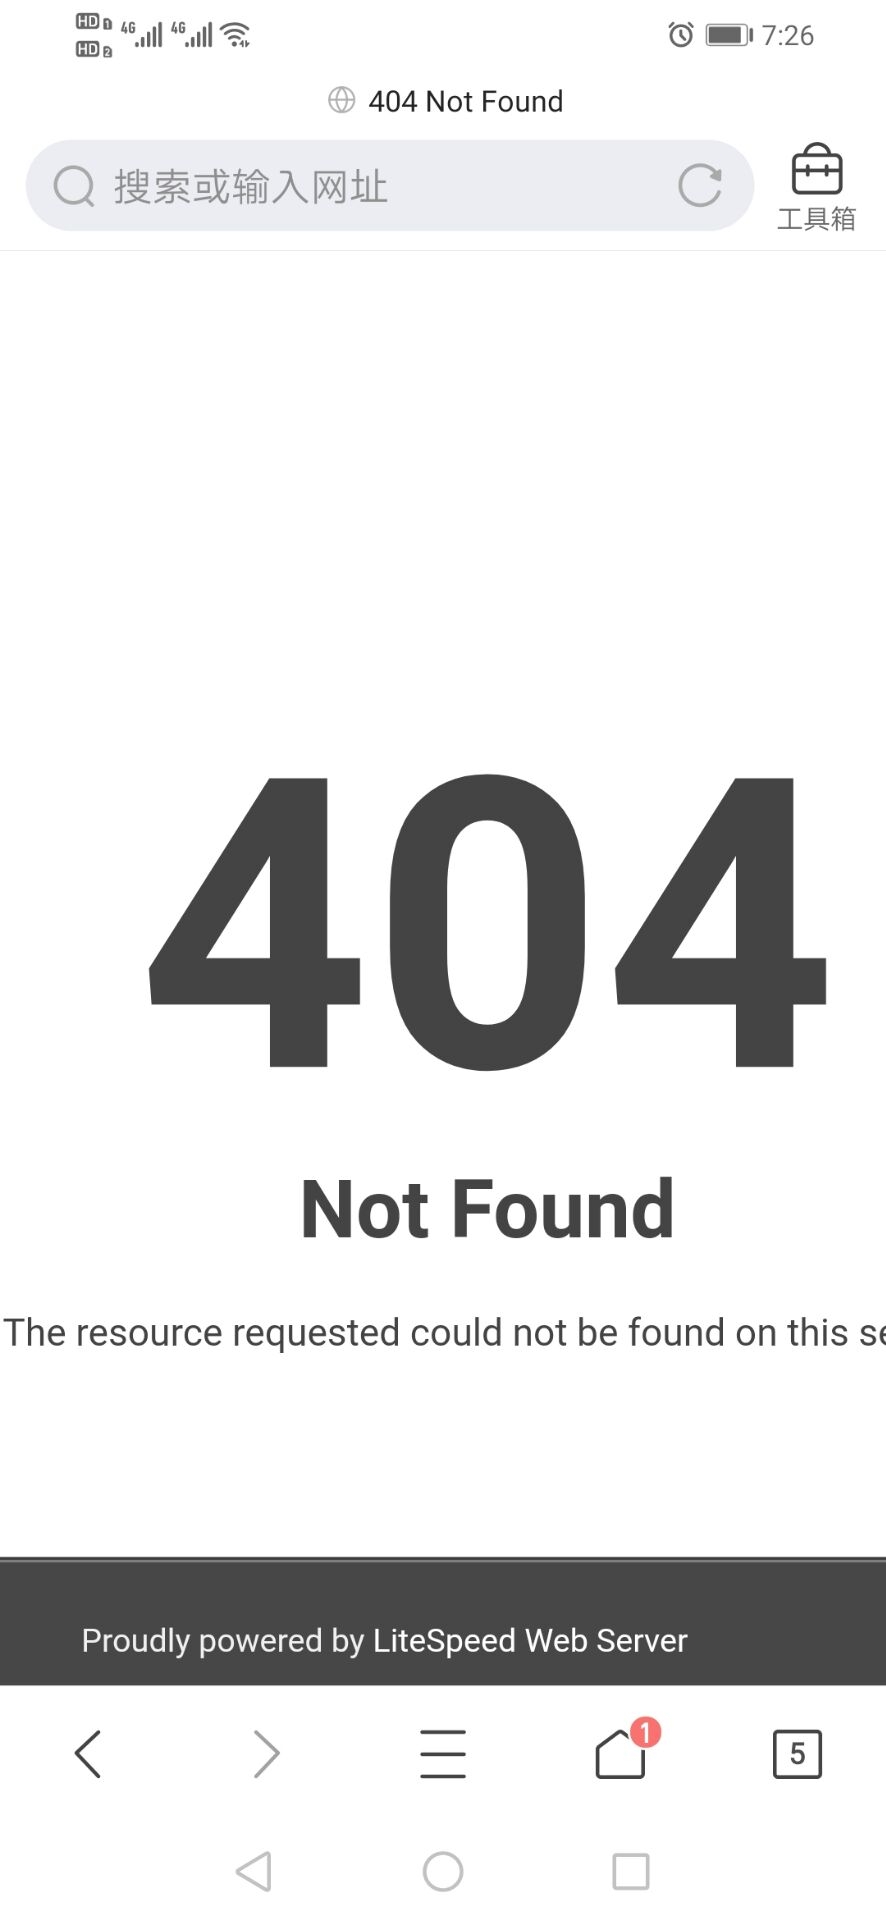 HD 1 4G 4G 7:26
HD 2
404 Not Found
搜索或输入网址
工具箱
404
Not Found
The resource requested could not be found on this se
Proudly powered by LiteSpeed Web Server
1
5